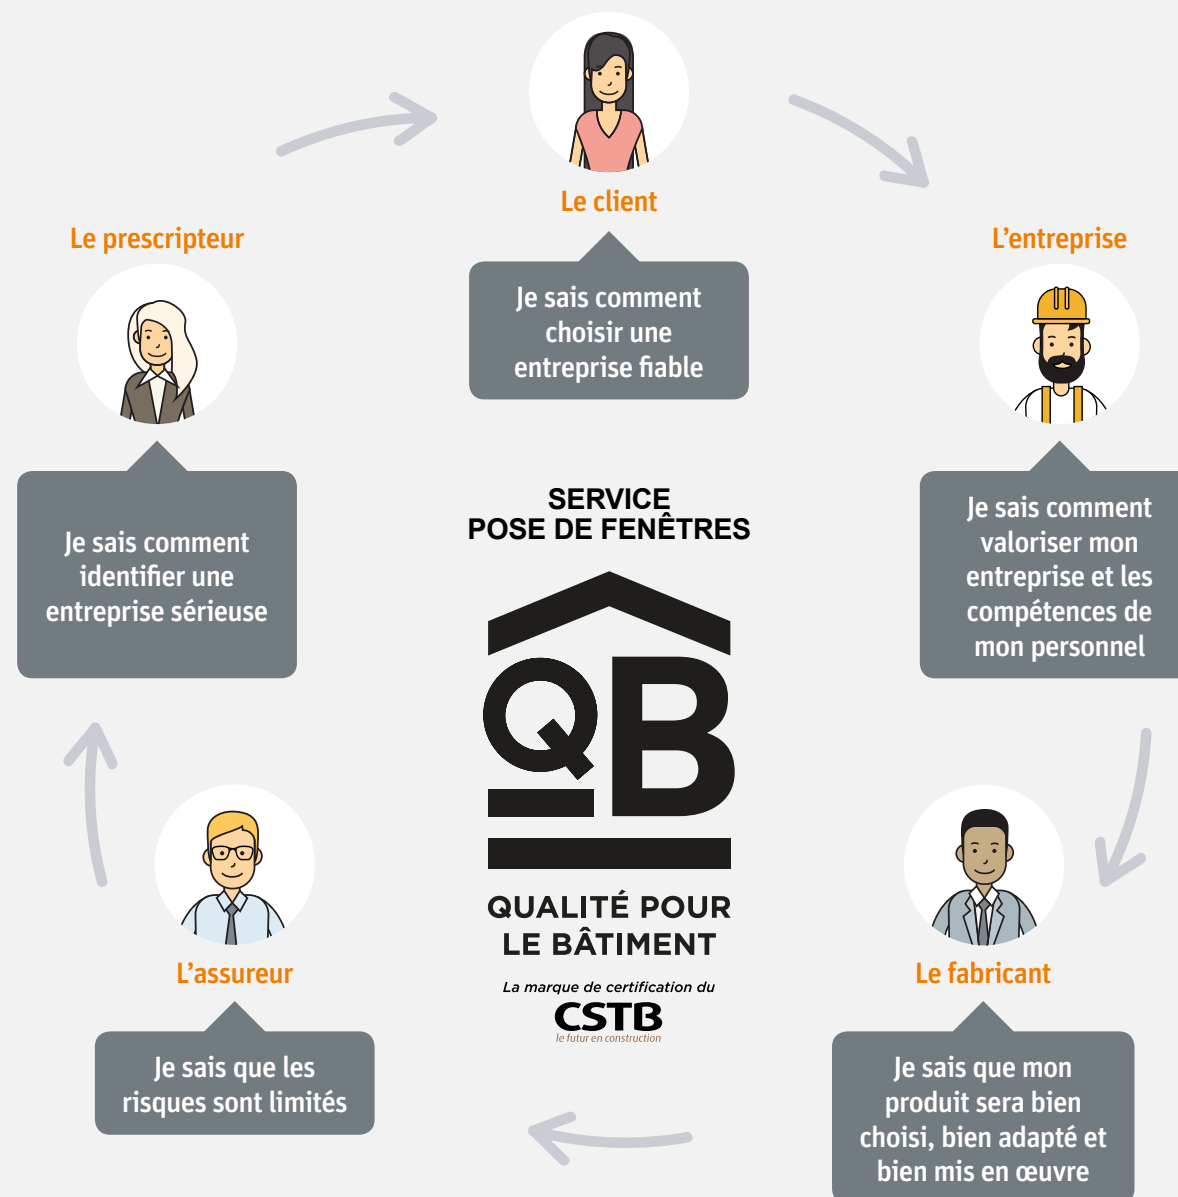 Le client
Je sais comment
choisir une
entreprise fiable
L'entreprise
Je sais comment
valoriser mon
entreprise et les
compétences de
mon personnel
Le fabricant
Je sais que mon
produit sera bien
choisi, bien adapté et
bien mis en œuvre
L'assureur
Je sais que les
risques sont limités
Le prescripteur
Je sais comment
identifier une
entreprise sérieuse
SERVICE
POSE DE FENÊTRES
QB
QUALITÉ POUR
LE BÂTIMENT
La marque de certification du
CSTB
le futur en construction